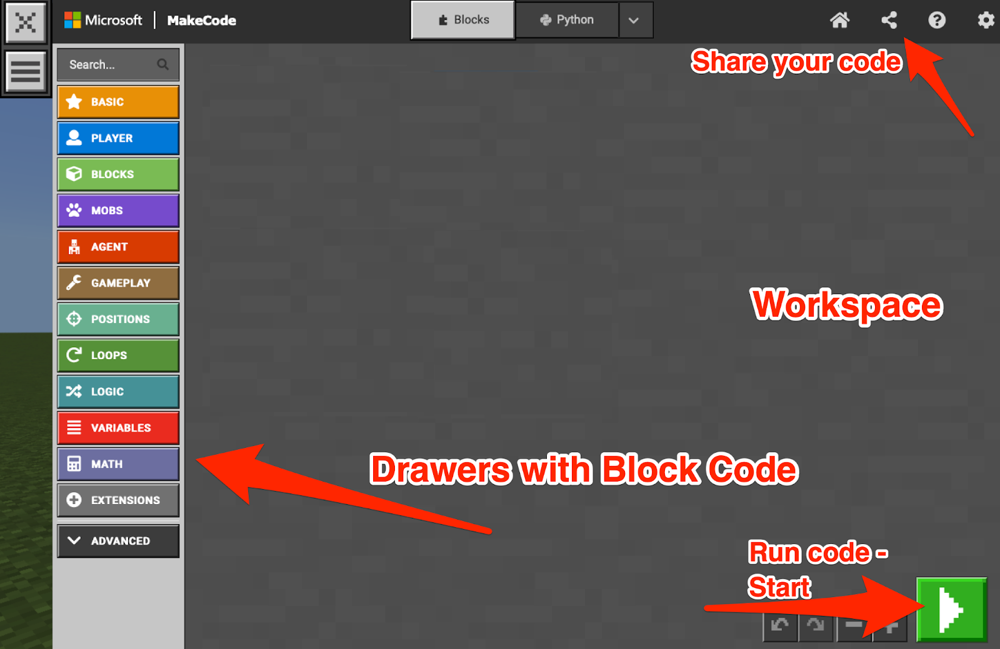 Microsoft | MakeCode
Blocks
Python
Share your code
Search...
BASIC
PLAYER
BLOCKS
MOBS
AGENT
GAMEPLAY
POSITIONS
LOOPS
LOGIC
VARIABLES
MATH
EXTENSIONS
ADVANCED
Workspace
Drawers with Block Code
Run code -
Start